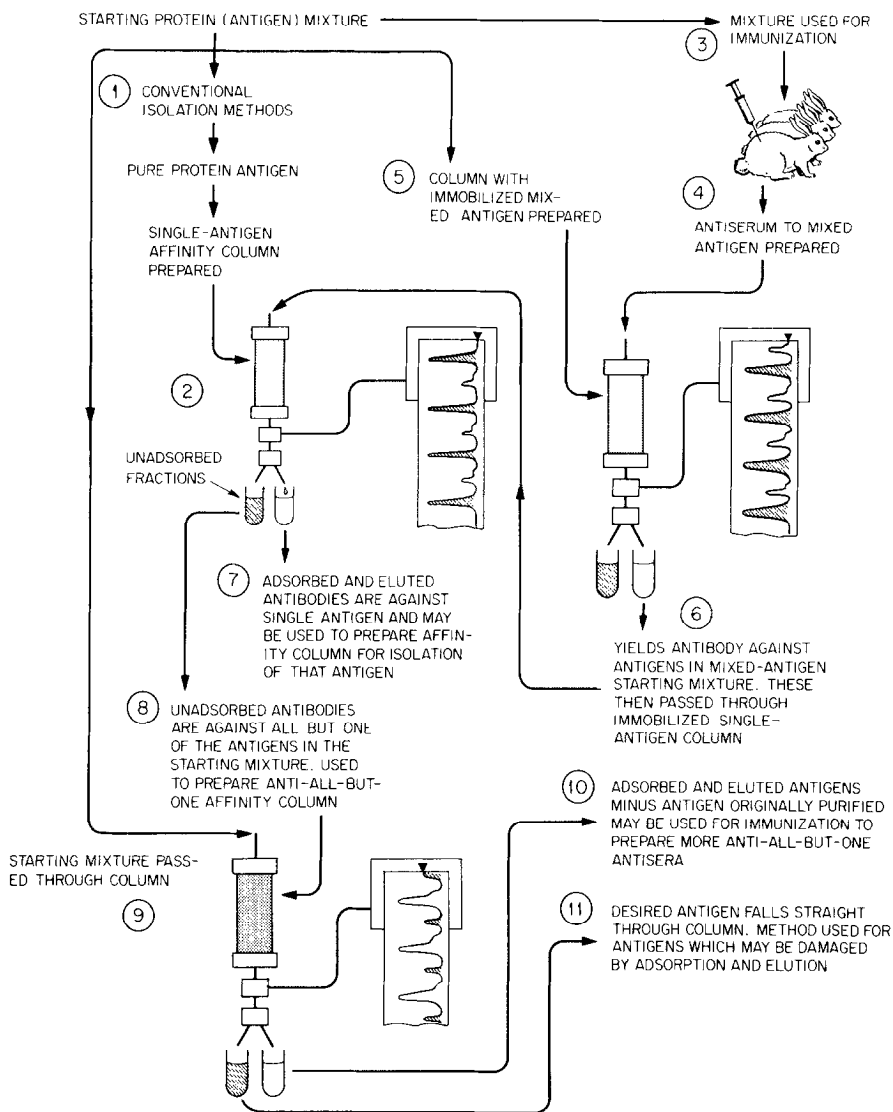 STARTING PROTEIN (ANTIGEN) MIXTURE
3
MIXTURE USED FOR
IMMUNIZATION
1
CONVENTIONAL
ISOLATION METHODS
PURE PROTEIN ANTIGEN
SINGLE-ANTIGEN
AFFINITY COLUMN
PREPARED
5
COLUMN WITH
IMMOBILIZED MIX-
ED ANTIGEN PREPARED
4
ANTISERUM TO MIXED
ANTIGEN PREPARED
2
UNADSORBED
FRACTIONS
7
ADSORBED AND ELUTED
ANTIBODIES ARE AGAINST
SINGLE ANTIGEN AND MAY
BE USED TO PREPARE AFFIN-
ITY COLUMN FOR ISOLATION
OF THAT ANTIGEN
6
YIELDS ANTIBODY AGAINST
ANTIGENS IN MIXED-ANTIGEN
STARTING MIXTURE. THESE
THEN PASSED THROUGH
IMMOBILIZED SINGLE-
ANTIGEN COLUMN
8
UNADSORBED ANTIBODIES
ARE AGAINST ALL BUT ONE
OF THE ANTIGENS IN THE
STARTING MIXTURE. USED
TO PREPARE ANTI-ALL-BUT-
ONE AFFINITY COLUMN
STARTING MIXTURE PASS-
ED THROUGH COLUMN
9
10
ADSORBED AND ELUTED ANTIGENS
MINUS ANTIGEN ORIGINALLY PURIFIED
MAY BE USED FOR IMMUNIZATION TO
PREPARE MORE ANTI-ALL-BUT-ONE
ANTISERA
11
DESIRED ANTIGEN FALLS STRAIGHT
THROUGH COLUMN. METHOD USED FOR
ANTIGENS WHICH MAY BE DAMAGED
BY ADSORPTION AND ELUTION